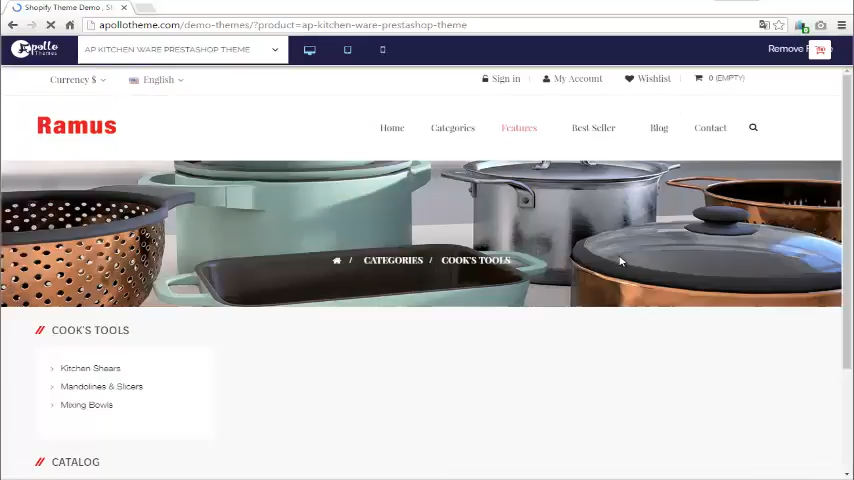 Shopify Theme Demo , S
apollotheme.com/demo-themes/?product=ap-kitchen-ware-prestashop-theme
Apollo Themes AP KITCHEN WARE PRESTASHOP THEME Remove
Currency $ English Sign in My Account Wishlist 0 (EMPTY)
Ramus Home Categories Features Best Seller Blog Contact
/ CATEGORIES / COOK'S TOOLS
// COOK'S TOOLS
> Kitchen Shears
> Mandolines & Slicers
> Mixing Bowls
// CATALOG